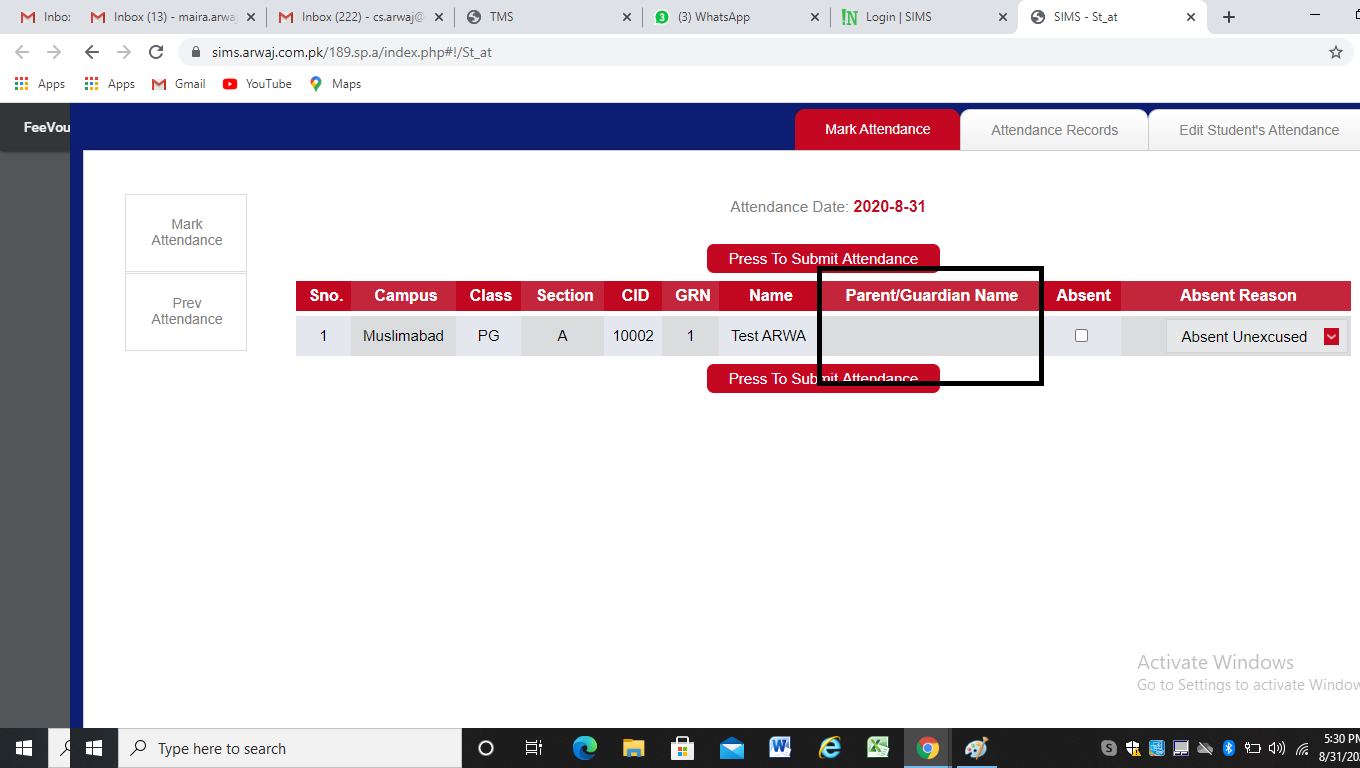 Inbo: Inbox (13) - maira.arwaj Inbox (222) - cs.arwaj@ TMS (3) WhatsApp Login | SIMS SIMS - St_at
sims.arwaj.com.pk/189.sp.a/index.php#!/St_at
Apps Apps Gmail YouTube Maps
FeeVou Mark Attendance Attendance Records Edit Student's Attendance
Attendance Date: 2020-8-31
Mark
Attendance
Prev
Attendance
Press To Submit Attendance
Sno. Campus Class Section CID GRN Name Parent/Guardian Name Absent Absent Reason
1 Muslimabad PG A 10002 1 Test ARWA Absent Unexcused
Press To Submit Attendance
Activate Windows
Go to Settings to activate Window
Type here to search
5:30 PM
8/31/20